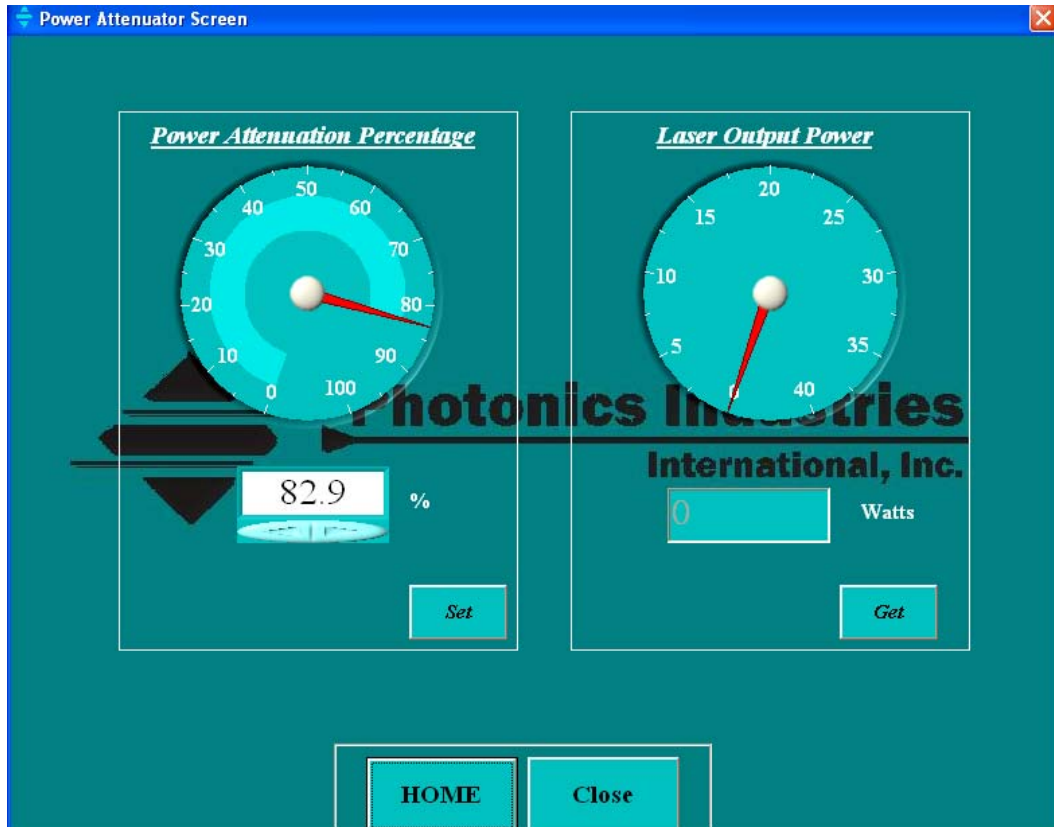 Power Attenuator Screen
Power Attenuation Percentage
0
10
20
30
40
50
60
70
80
90
100
82.9 %
Set
Laser Output Power
0
5
10
15
20
25
30
35
40
0 Watts
Get
Photonics Industries
International, Inc.
HOME
Close